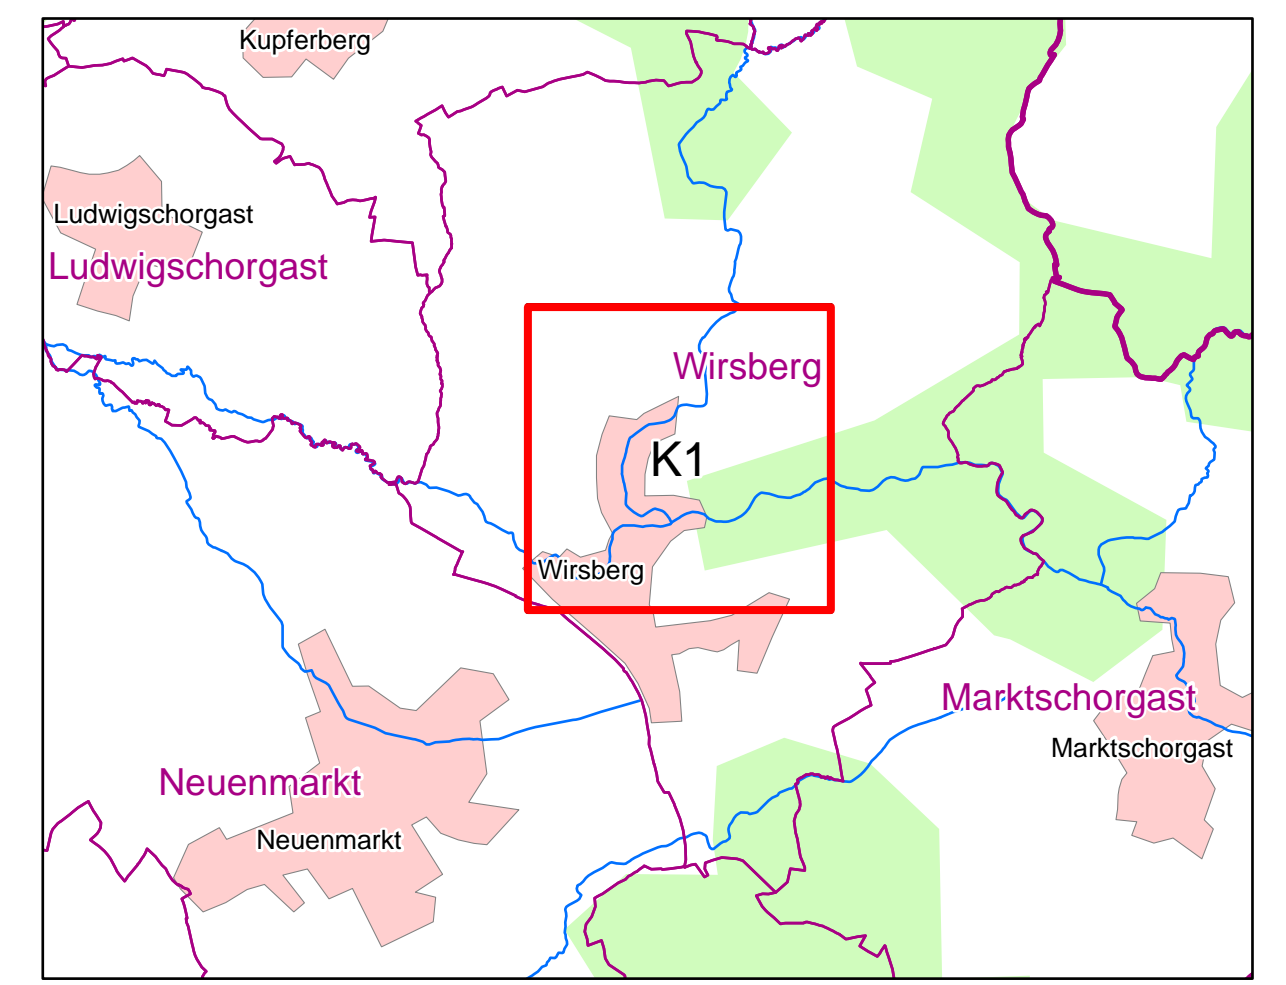 Kupferberg
Ludwigschorgast
Ludwigschorgast
Wirsberg
K1
Wirsberg
Marktschorgast
Marktschorgast
Neuenmarkt
Neuenmarkt